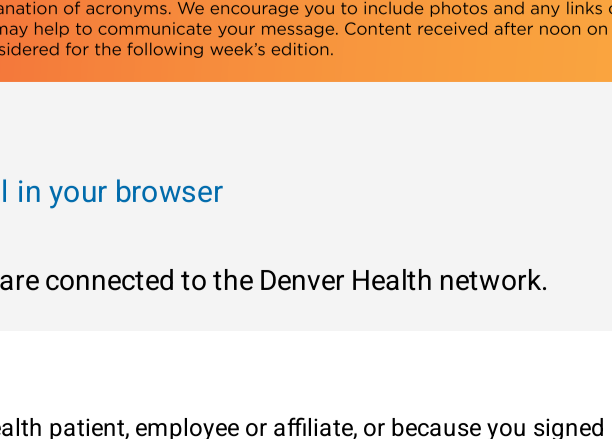 anation of acronyms. We encourage you to include photos and any links
may help to communicate your message. Content received after noon on
sidered for the following week’s edition.
l in your browser
are connected to the Denver Health network.
ealth patient, employee or affiliate, or because you signed